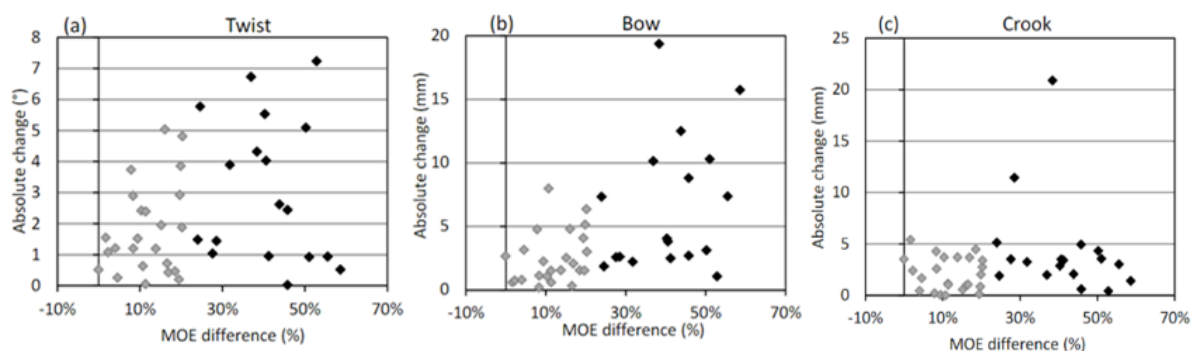 (a) Twist
8
7
6
5
4
3
2
1
0
Absolute change (°)
-10% 10% 30% 50% 70%
MOE difference (%)
(b) Bow
20
15
10
5
0
Absolute change (mm)
-10% 10% 30% 50% 70%
MOE difference (%)
(c) Crook
25
20
15
10
5
0
Absolute change (mm)
-10% 10% 30% 50% 70%
MOE difference (%)